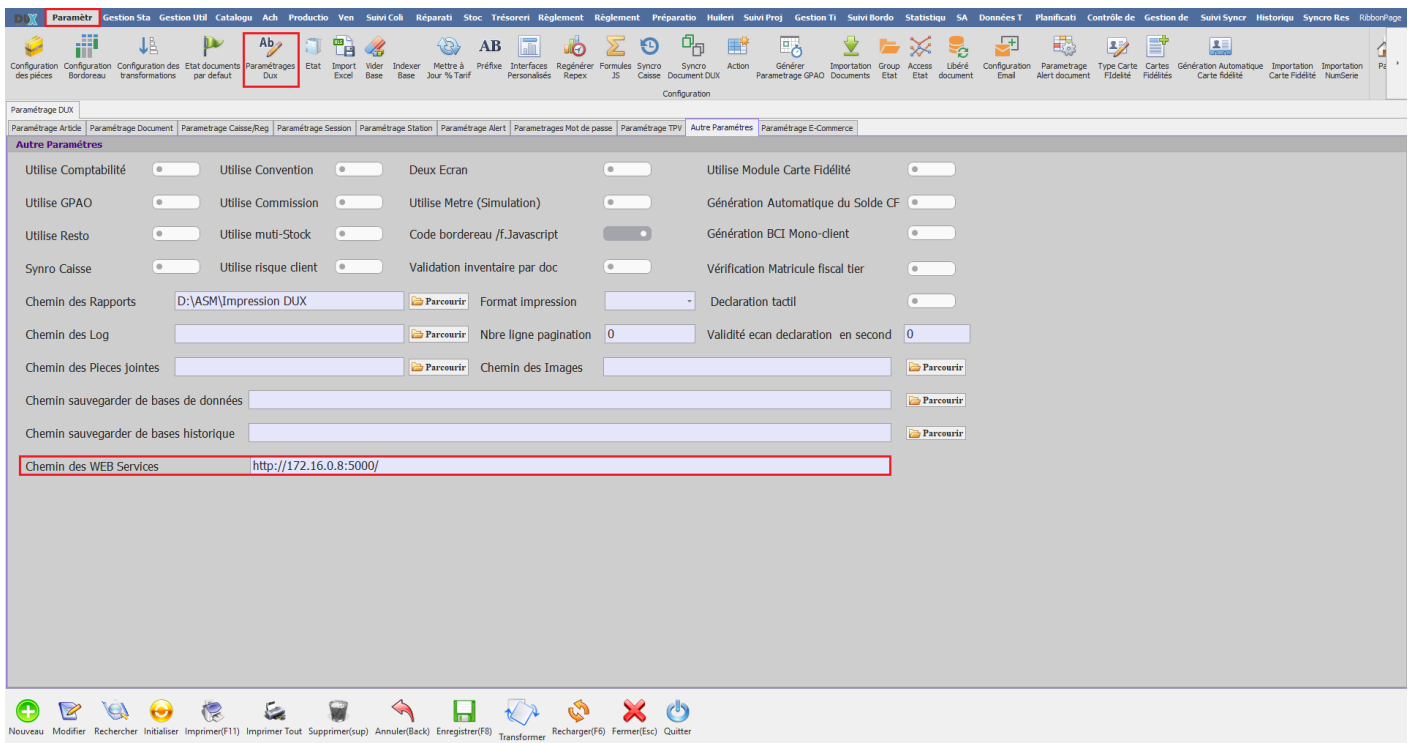 DUX Paramètr Gestion Sta Gestion Util Catalogu Ach Productio Ven Suivi Coli Réparati Stoc Trésoreri Réglement Règlement Préparatio Huileri Suivi Proj Gestion Ti Suivi Bordo Statistiqu SA Données T Planificati Contrôle de Gestion de Suivi Syncr Historiqu Syncro Res RibbonPage
Configuration des piéces
Configuration Bordoreau
Configuration des transformations
Etat documents par defaut
Paramétrages Dux
Etat
Import Excel
Vider Base
Indexer Base
Mettre à Jour % Tarif
Préfixe
Interfaces Personalisés
Regénérer Repex
Formules JS
Syncro Caisse
Syncro Document DUX
Action
Générer Parametrage GPAO
Importation Documents
Group Etat
Access Etat
Libéré document
Configuration Email
Parametrage Alert document
Type Carte FIdelité
Cartes Fidélités
Génération Automatique Carte fidélité
Importation Carte Fidélité
Importation NumSerie
Pa
Configuration
Paramétrage DUX
Paramétrage Article Paramétrage Document Parametrage Caisse/Reg Paramétrage Session Paramétrage Station Paramétrage Alert Parametrages Mot de passe Paramétrage TPV Autre Paramétres Paramétrage E-Commerce
Autre Paramétres
Utilise Comptabilité Utilise Convention Deux Ecran Utilise Module Carte Fidélité
Utilise GPAO Utilise Commission Utilise Metre (Simulation) Génération Automatique du Solde CF
Utilise Resto Utilise muti-Stock Code bordereau /f.Javascript Génération BCI Mono-client
Synro Caisse Utilise risque client Validation inventaire par doc Vérification Matricule fiscal tier
Chemin des Rapports D:\ASM\Impression DUX Parcourir Format impression Declaration tactil
Chemin des Log Parcourir Nbre ligne pagination 0 Validité ecan declaration en second 0
Chemin des Pieces jointes Parcourir Chemin des Images Parcourir
Chemin sauvegarder de bases de données Parcourir
Chemin sauvegarder de bases historique Parcourir
Chemin des WEB Services http://172.16.0.8:5000/
Nouveau Modifier Rechercher Initialiser Imprimer(F11) Imprimer Tout Supprimer(sup) Annuler(Back) Enregistrer(F8) Transformer Recharger(F6) Fermer(Esc) Quitter